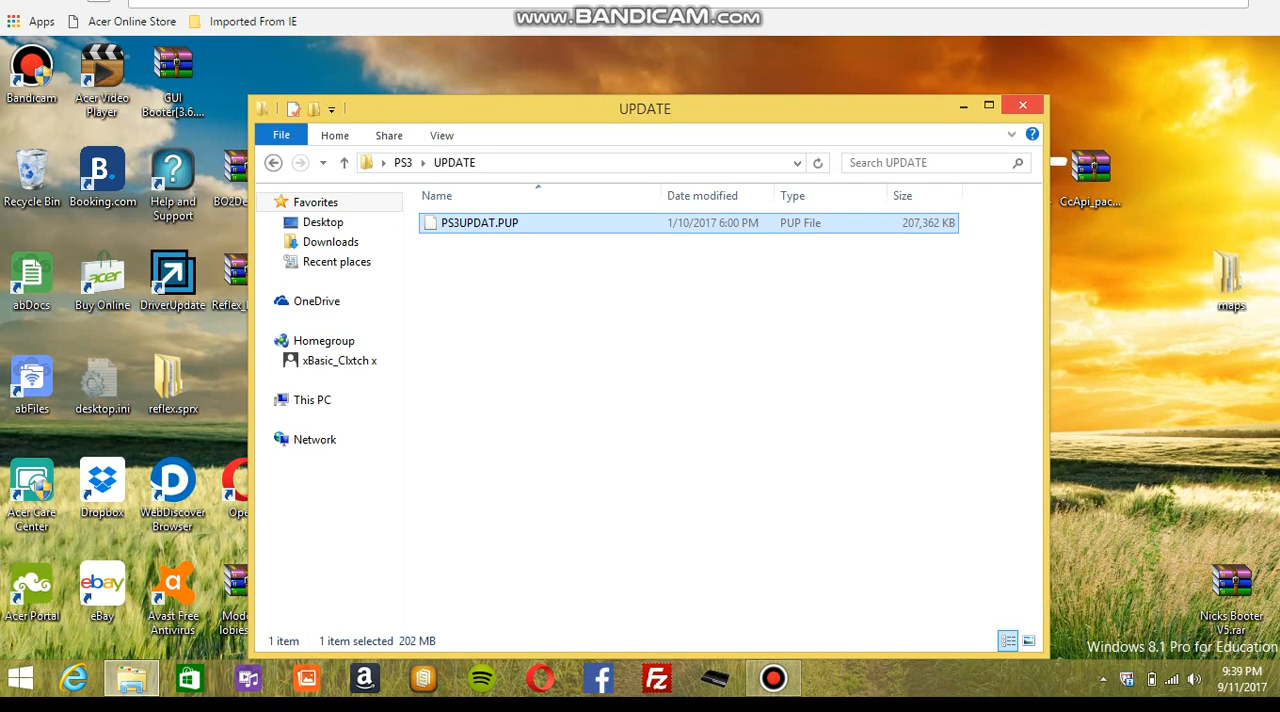 Apps
Acer Online Store
Imported From IE
www.BANDICAM.com
Bandicam
Acer Video Player
GUI Booter[3.6....
Recycle Bin
Booking.com
Help and Support
BO2De
abDocs
Buy Online
DriverUpdate
Reflex_
abFiles
desktop.ini
reflex.sprx
Acer Care Center
Dropbox
WebDiscover Browser
Ope
Acer Portal
eBay
Avast Free Antivirus
Mode
lobies
UPDATE
File
Home
Share
View
PS3
UPDATE
Search UPDATE
Name
Date modified
Type
Size
PS3UPDAT.PUP
1/10/2017 6:00 PM
PUP File
207,362 KB
Favorites
Desktop
Downloads
Recent places
OneDrive
Homegroup
xBasic_Clxtch x
This PC
Network
1 item
1 item selected 202 MB
CcApi_pac...
maps
Nicks Booter V5.rar
Windows 8.1 Pro for Education
9:39 PM
9/11/2017